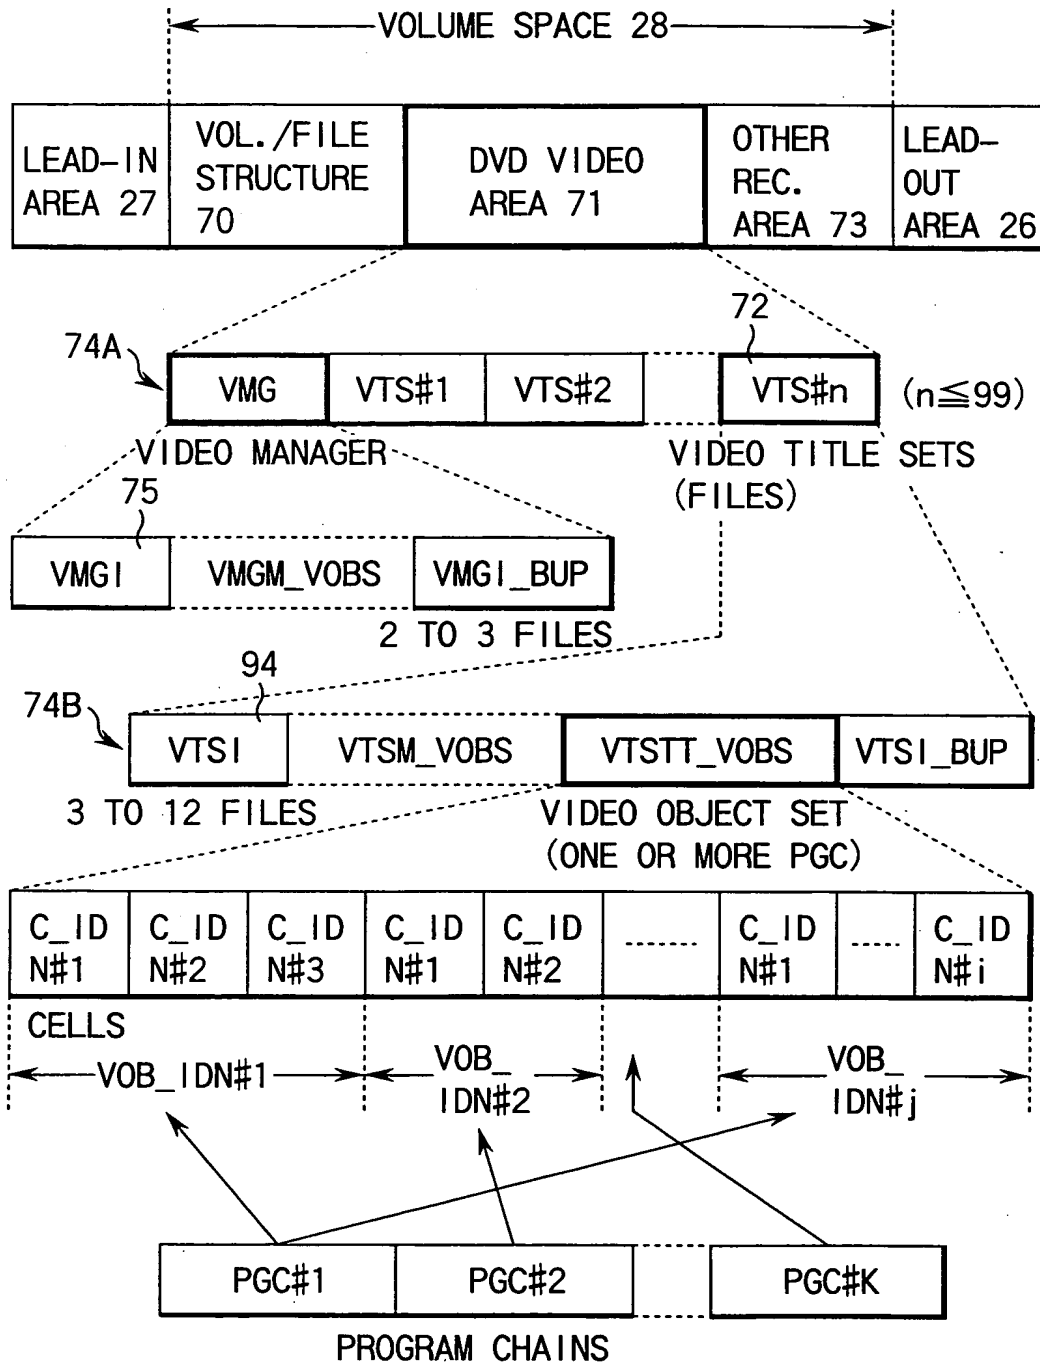 VOLUME SPACE 28
LEAD-IN
AREA 27
VOL./FILE
STRUCTURE
70
DVD VIDEO
AREA 71
OTHER
REC.
AREA 73
LEAD-
OUT
AREA 26
74A
72
VMG
VTS#1
VTS#2
VTS#n
(n≦99)
VIDEO MANAGER
VIDEO TITLE SETS
(FILES)
75
VMGI
VMGM_VOBS
VMGI_BUP
2 TO 3 FILES
74B
94
VTSI
VTSM_VOBS
VTSTT_VOBS
VTSI_BUP
3 TO 12 FILES
VIDEO OBJECT SET
(ONE OR MORE PGC)
C_ID
N#1
C_ID
N#2
C_ID
N#3
C_ID
N#1
C_ID
N#2
C_ID
N#1
C_ID
N#i
CELLS
VOB_IDN#1
VOB_
IDN#2
VOB_
IDN#j
PGC#1
PGC#2
PGC#K
PROGRAM CHAINS